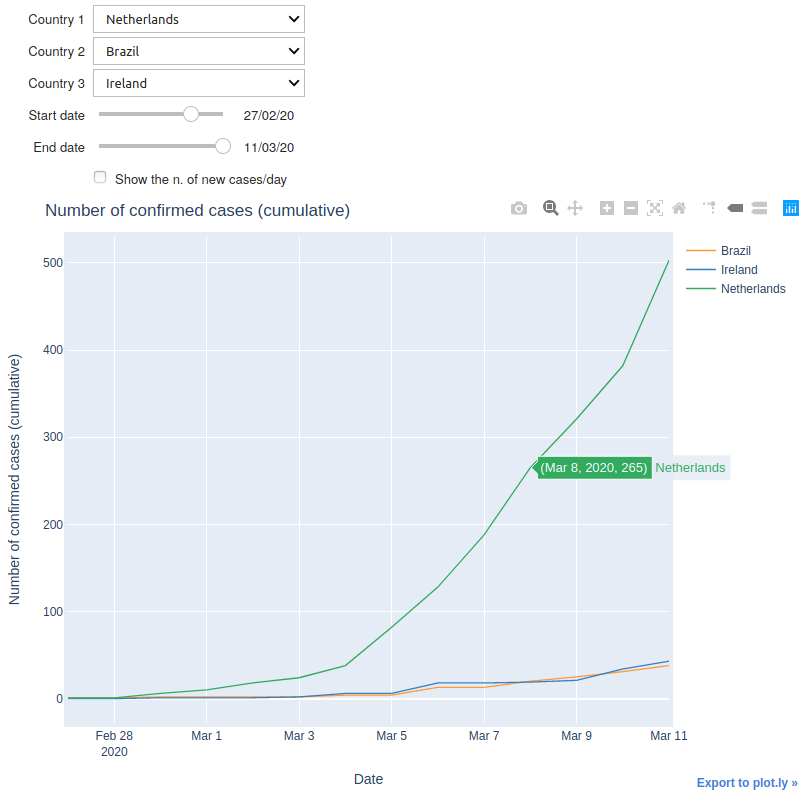 Country 1 Netherlands
Country 2 Brazil
Country 3 Ireland
Start date 27/02/20
End date 11/03/20
Show the n. of new cases/day
Number of confirmed cases (cumulative)
Brazil
Ireland
Netherlands
500
400
300
200
100
0
Number of confirmed cases (cumulative)
(Mar 8, 2020, 265) Netherlands
Feb 28 Mar 1 Mar 3 Mar 5 Mar 7 Mar 9 Mar 11
2020
Date
Export to plot.ly »